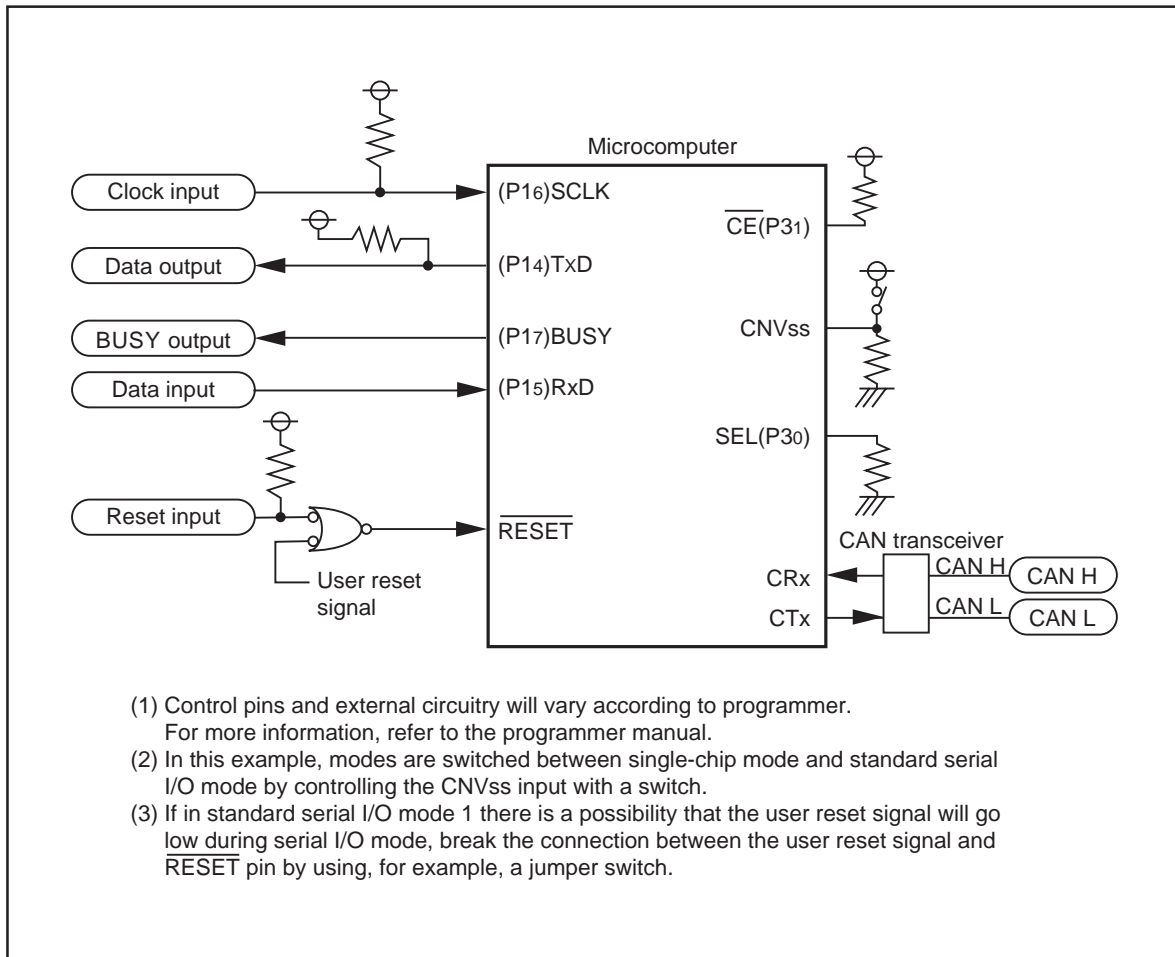 Microcomputer
Clock input
(P16)SCLK
CE(P31)
Data output
(P14)TXD
BUSY output
(P17)BUSY
CNVss
Data input
(P15)RxD
SEL(P30)
Reset input
RESET
User reset
signal
CAN transceiver
CRx
CAN H
CAN H
CTx
CAN L
CAN L
(1) Control pins and external circuitry will vary according to programmer.
For more information, refer to the programmer manual.
(2) In this example, modes are switched between single-chip mode and standard serial
I/O mode by controlling the CNVss input with a switch.
(3) If in standard serial I/O mode 1 there is a possibility that the user reset signal will go
low during serial I/O mode, break the connection between the user reset signal and
RESET pin by using, for example, a jumper switch.